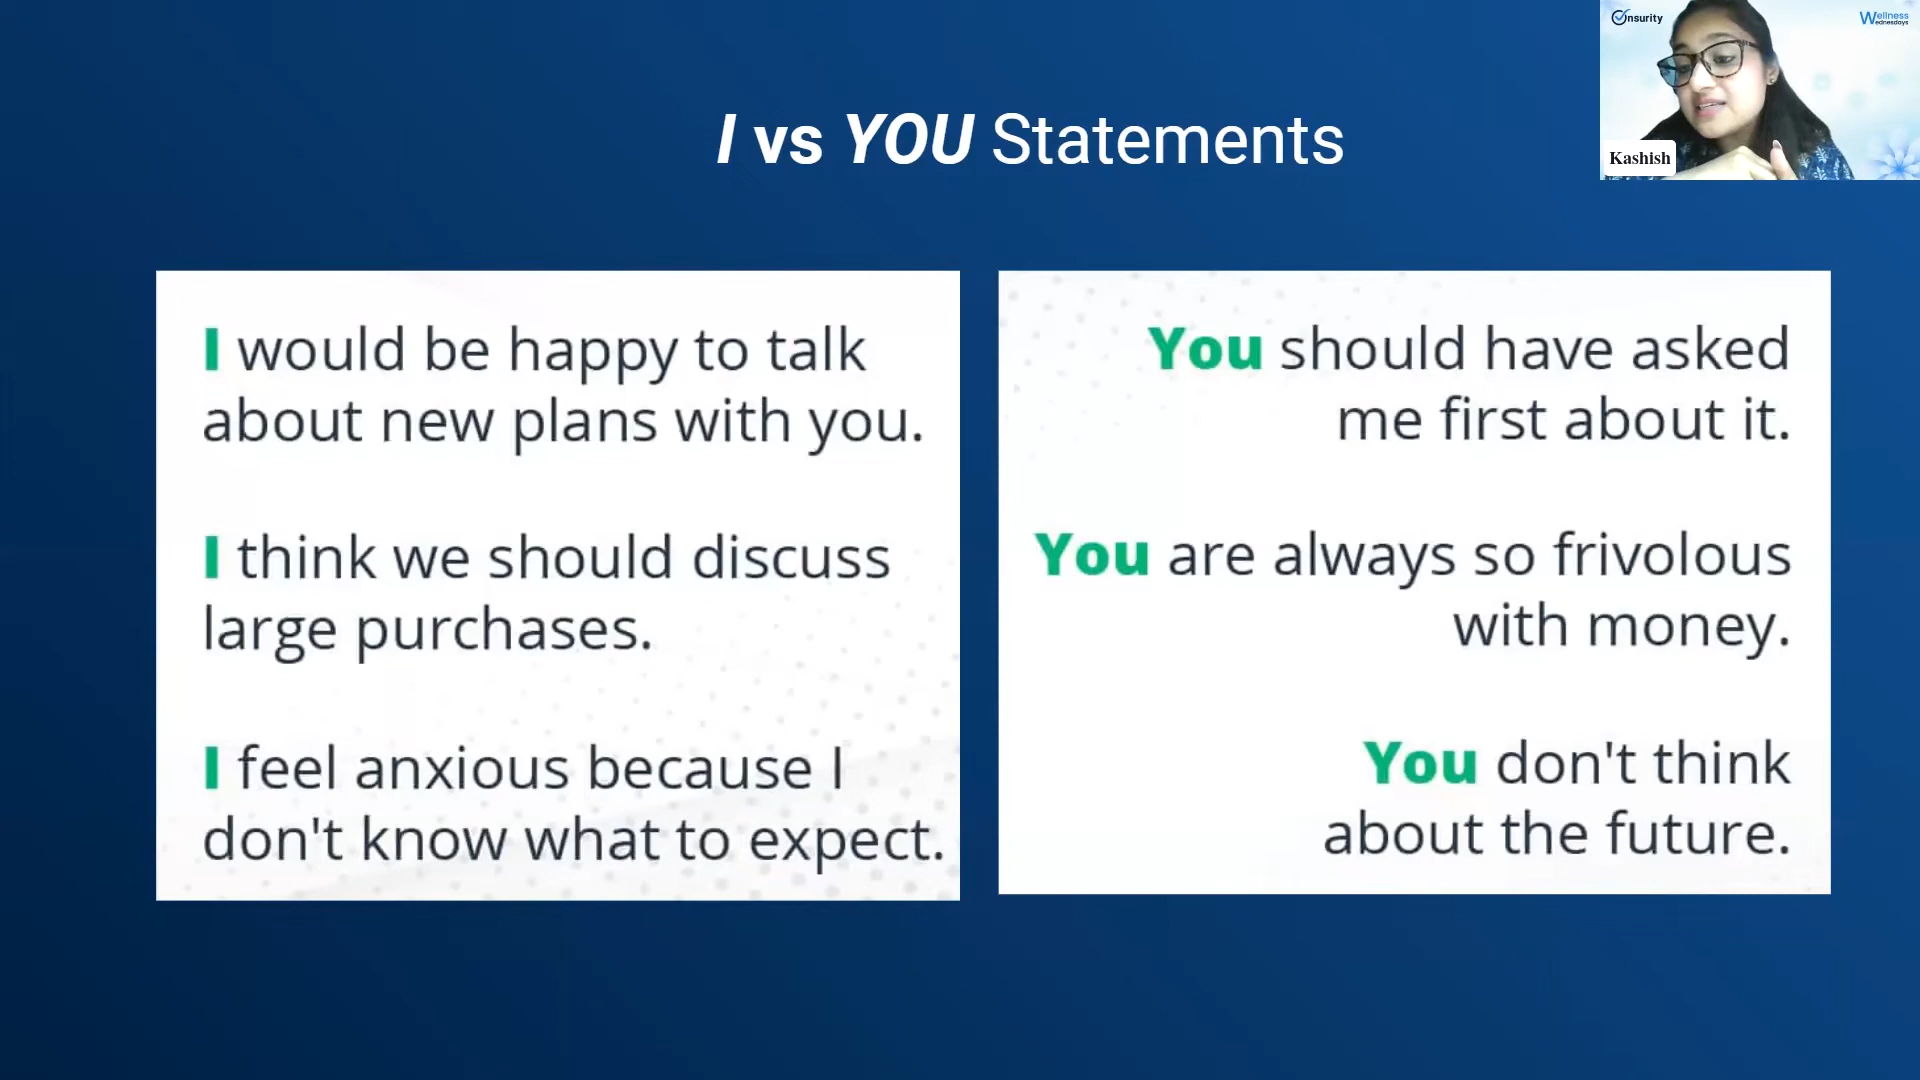 Onsurity
Wellness
Wednesdays
Kashish
I vs YOU Statements
I would be happy to talk
about new plans with you.
I think we should discuss
large purchases.
I feel anxious because I
don't know what to expect.
You should have asked
me first about it.
You are always so frivolous
with money.
You don't think
about the future.